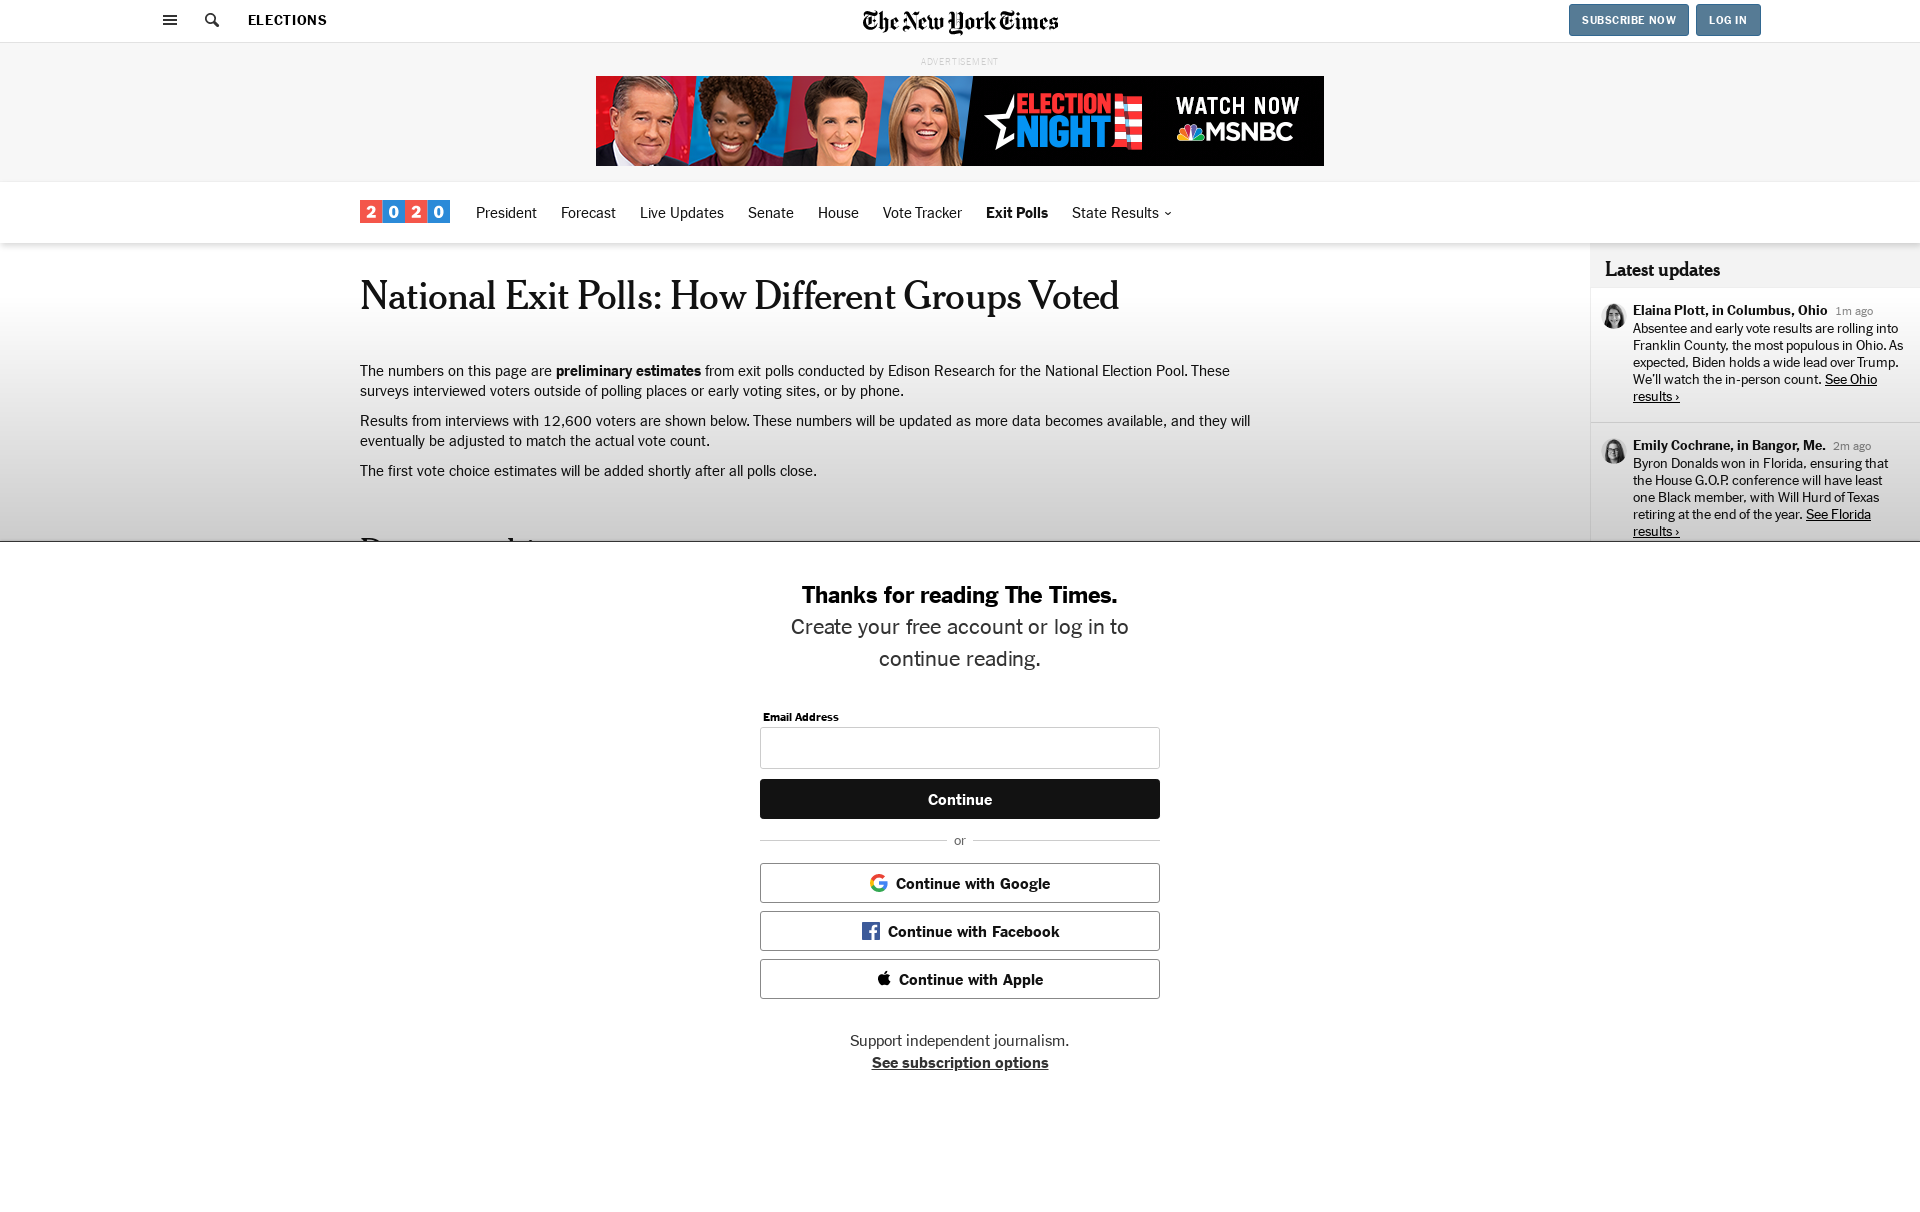 ELECTIONS
The New York Times
SUBSCRIBE NOW
LOG IN
ADVERTISEMENT
ELECTION
NIGHT
WATCH NOW
MSNBC
2020
President
Forecast
Live Updates
Senate
House
Vote Tracker
Exit Polls
State Results
National Exit Polls: How Different Groups Voted
The numbers on this page are preliminary estimates from exit polls conducted by Edison Research for the National Election Pool. These
surveys interviewed voters outside of polling places or early voting sites, or by phone.
Results from interviews with 12,600 voters are shown below. These numbers will be updated as more data becomes available, and they will
eventually be adjusted to match the actual vote count.
The first vote choice estimates will be added shortly after all polls close.
Latest updates
Elaina Plott, in Columbus, Ohio 1m ago
Absentee and early vote results are rolling into
Franklin County, the most populous in Ohio. As
expected, Biden holds a wide lead over Trump.
We'll watch the in-person count. See Ohio
results ›
Emily Cochrane, in Bangor, Me. 2m ago
Byron Donalds won in Florida, ensuring that
the House G.O.P. conference will have least
one Black member, with Will Hurd of Texas
retiring at the end of the year. See Florida
results ›
Thanks for reading The Times.
Create your free account or log in to
continue reading.
Email Address
Continue
or
Continue with Google
Continue with Facebook
Continue with Apple
Support independent journalism.
See subscription options